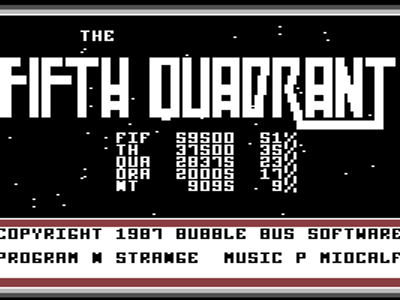 THE
FIFTH QUADRANT
FIF 59500 51%
TH 37500 35%
QUA 28375 23%
DRA 20005 17%
NT 9095 9%
COPYRIGHT 1987 BUBBLE BUS SOFTWARE
PROGRAM W STRANGE MUSIC P MIDCALF